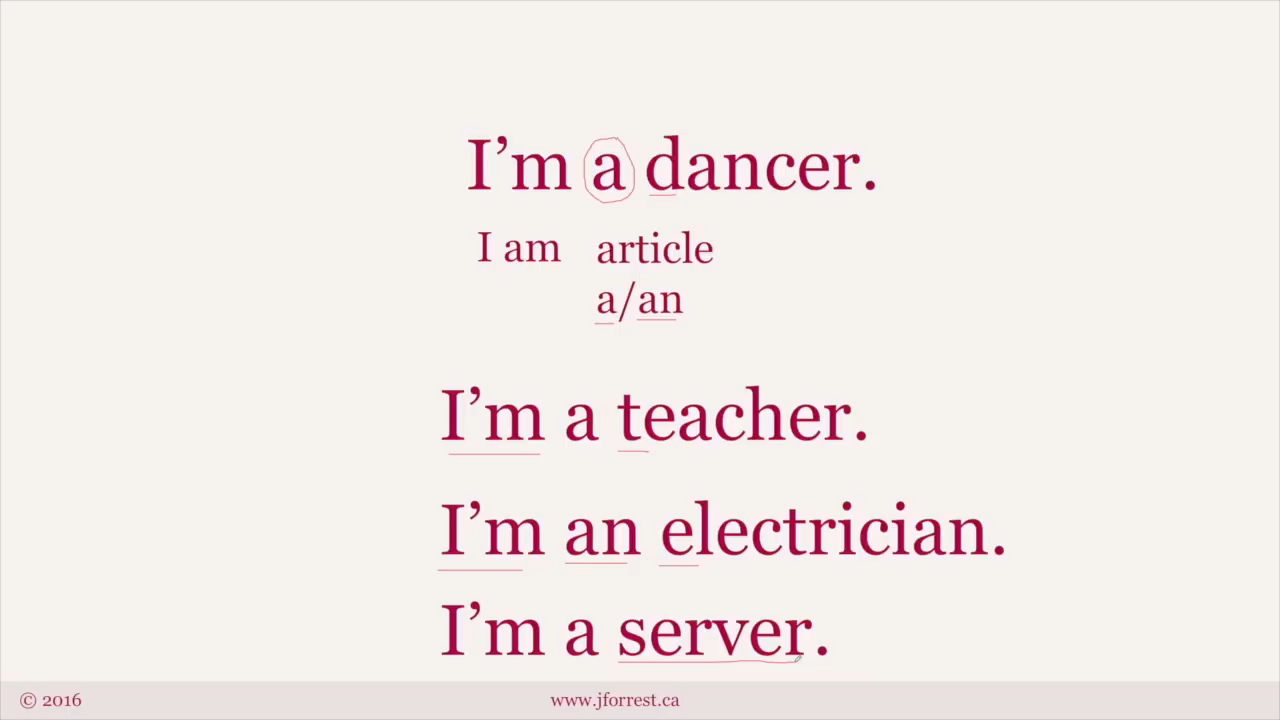 I’m a dancer.
I am article
a/an
I’m a teacher.
I’m an electrician.
I’m a server.
© 2016 www.jforrest.ca